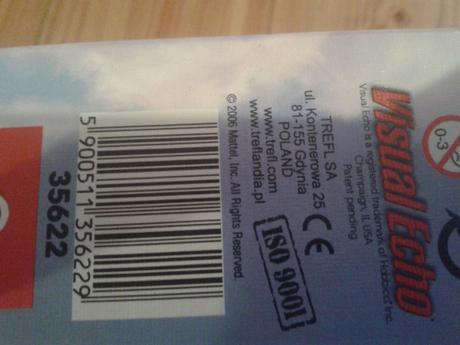 0-3
Visual Echo
Visual Echo is a registered trademark of Hobbico Inc.
Champaign, IL USA
Patent pending
TREFL SA
ul. Kontenerowa 25
81-155 Gdynia
POLAND
www.trefl.com
www.treflandia.pl
CE
ISO 9001
© 2006 Mattel, Inc. All Rights Reserved.
5 900511 356229
35622